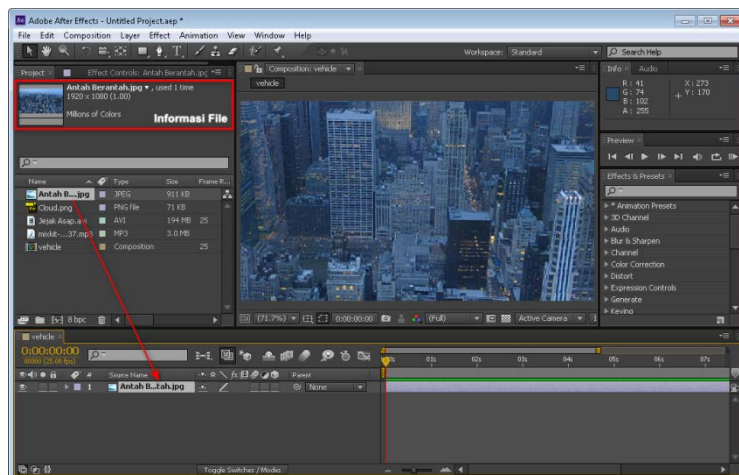 Adobe After Effects - Untitled Project.aep *
File Edit Composition Layer Effect Animation View Window Help
Workspace: Standard
Search Help
Project Effect Controls: Antah Berantah.jpg
Antah Berantah.jpg ▾ , used 1 time
1920 x 1080 (1.00)
Millions of Colors
Informasi File
Name Type Size Frame R...
Antah B...jpg JPEG 911 KB
Cloud.png PNG file 71 KB
Jejak Asap.avi AVI 194 MB 25
mixkit-...37.mp3 MP3 3.0 MB
vehicle Composition 25
8 bpc
Composition: vehicle
vehicle
(71.7%) 0:00:00:00 (Full) Active Camera 1
Info Audio
R : 41 X : 273
G : 74 Y : 170
B : 102
A : 255
Preview
Effects & Presets
* Animation Presets
3D Channel
Audio
Blur & Sharpen
Channel
Color Correction
Distort
Expression Controls
Generate
Keying
vehicle
0:00:00:00
00000 (25.00 fps)
# Source Name Parent
1 Antah B...tah.jpg None
01s 02s 03s 04s 05s 06s 07s
Toggle Switches / Modes